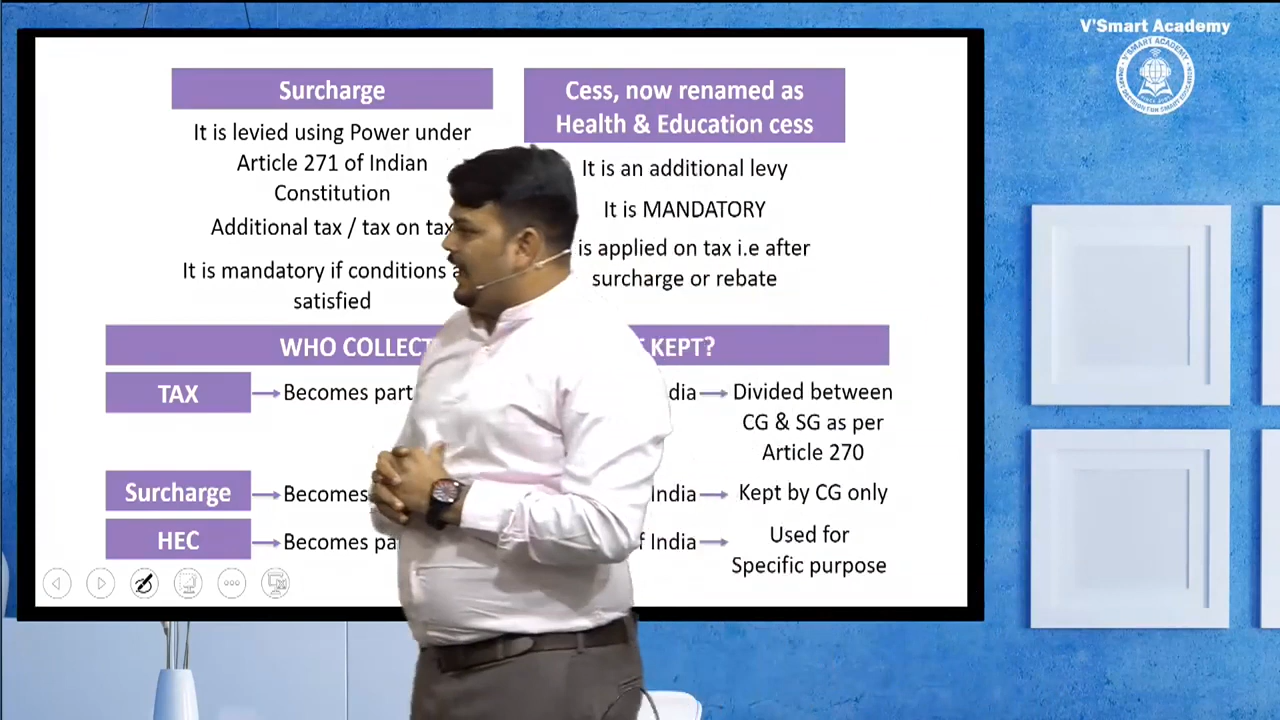 V'Smart Academy
Surcharge
It is levied using Power under
Article 271 of Indian
Constitution
Additional tax / tax on tax
It is mandatory if conditions
satisfied
Cess, now renamed as
Health & Education cess
It is an additional levy
It is MANDATORY
is applied on tax i.e after
surcharge or rebate
WHO COLLECT KEPT?
TAX
Becomes part
dia
Divided between
CG & SG as per
Article 270
Surcharge
Becomes
India
Kept by CG only
HEC
Becomes pa
India
Used for
Specific purpose